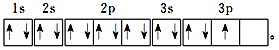 1s 2s 2p 3s 3p
↑↓ ↑↓ ↑↓ ↑↓ ↑↓ ↑↓ ↑↓ ↑ 。